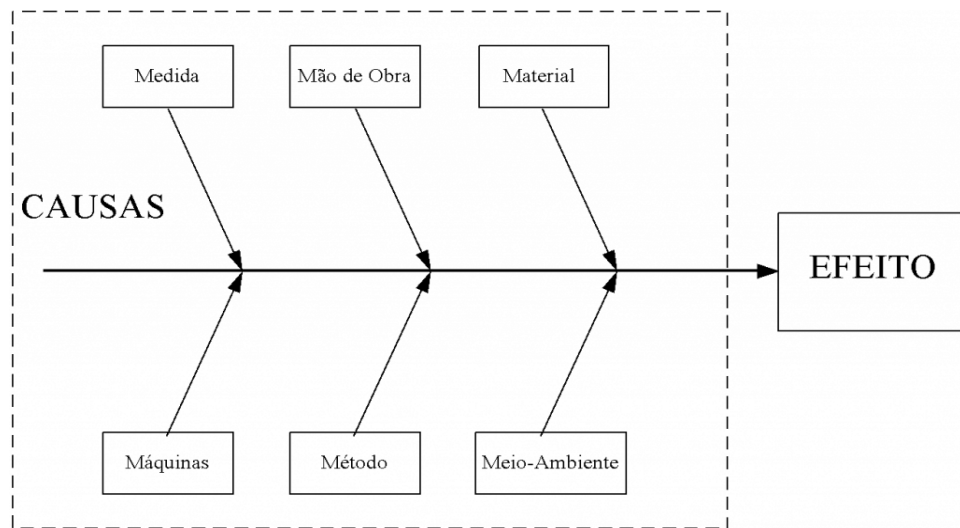 Medida
Mão de Obra
Material
CAUSAS
EFEITO
Máquinas
Método
Meio-Ambiente